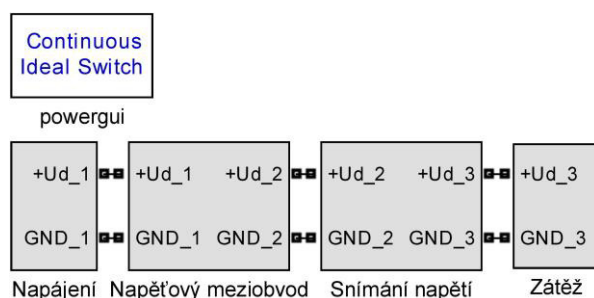 Continuous
Ideal Switch
powergui
+Ud_1 +Ud_1 +Ud_2 +Ud_2 +Ud_3 +Ud_3
GND_1 GND_1 GND_2 GND_2 GND_3 GND_3
Napájení Napěťový meziobvod Snímání napětí Zátěž